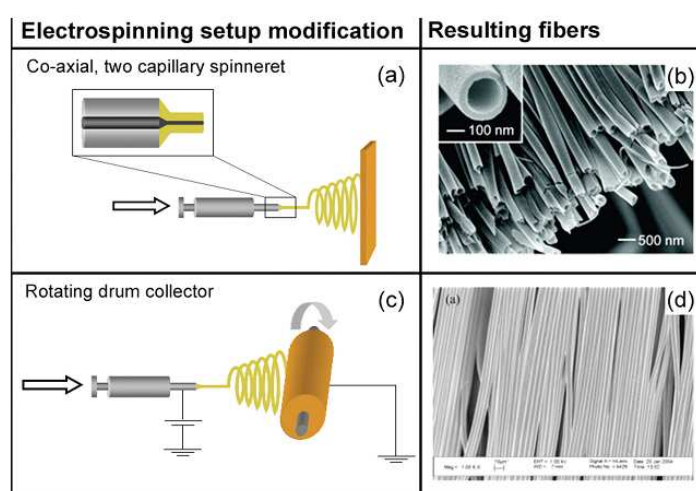 Electrospinning setup modification
Resulting fibers
Co-axial, two capillary spinneret
(a)
(b)
100 nm
500 nm
Rotating drum collector
(c)
(a)
(d)